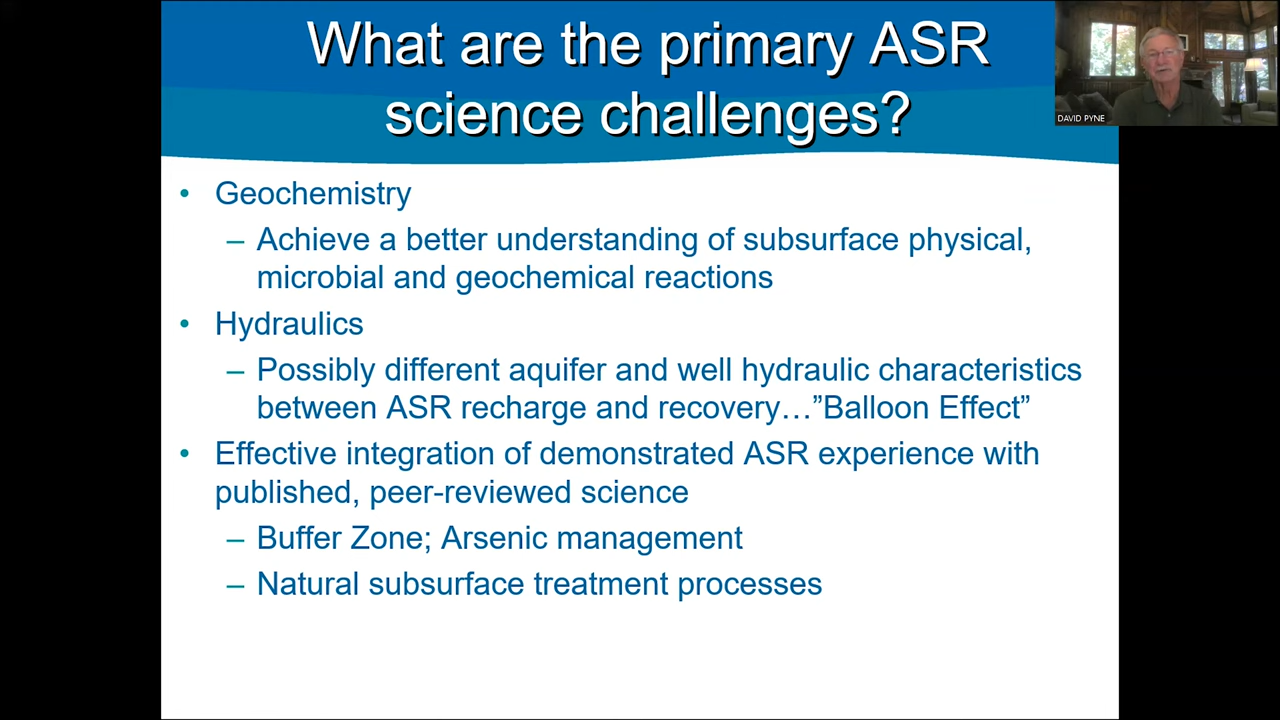 What are the primary ASR
science challenges?
DAVID PYNE
• Geochemistry
– Achieve a better understanding of subsurface physical,
microbial and geochemical reactions
• Hydraulics
– Possibly different aquifer and well hydraulic characteristics
between ASR recharge and recovery…”Balloon Effect”
• Effective integration of demonstrated ASR experience with
published, peer-reviewed science
– Buffer Zone; Arsenic management
– Natural subsurface treatment processes